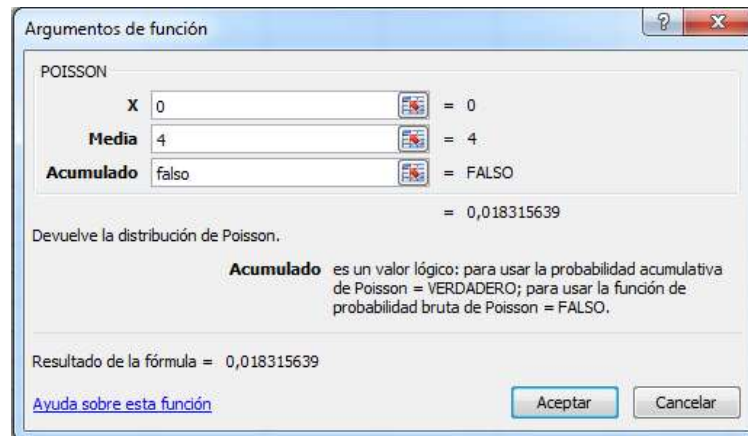 Argumentos de función
POISSON
X 0 = 0
Media 4 = 4
Acumulado falso = FALSO
= 0,018315639
Devuelve la distribución de Poisson.
Acumulado es un valor lógico: para usar la probabilidad acumulativa
de Poisson = VERDADERO; para usar la función de
probabilidad bruta de Poisson = FALSO.
Resultado de la fórmula = 0,018315639
Ayuda sobre esta función Aceptar Cancelar